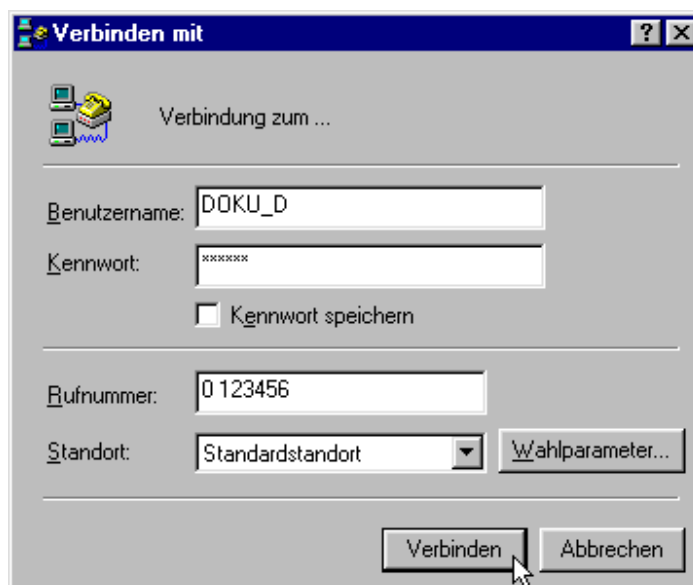 Verbinden mit
Verbindung zum ...
Benutzername: DOKU_D
Kennwort: ******
Kennwort speichern
Rufnummer: 0 123456
Standort: Standardstandort Wahlparameter...
Verbinden Abbrechen